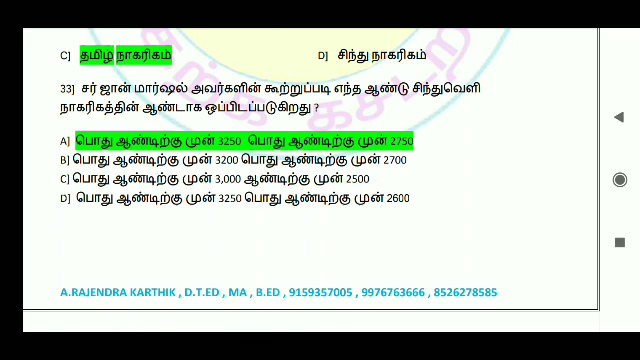 C] தமிழ் நாகரிகம் D] சிந்து நாகரிகம்
33] சர் ஜான் மார்ஷல் அவர்களின் கூற்றுப்படி எந்த ஆண்டு சிந்துவெளி
நாகரிகத்தின் ஆண்டாக ஒப்பிடப்படுகிறது ?
A] பொது ஆண்டிற்கு முன் 3250 பொது ஆண்டிற்கு முன் 2750
B] பொது ஆண்டிற்கு முன் 3200 பொது ஆண்டிற்கு முன் 2700
C] பொது ஆண்டிற்கு முன் 3,000 ஆண்டிற்கு முன் 2500
D] பொது ஆண்டிற்கு முன் 3250 பொது ஆண்டிற்கு முன் 2600
A.RAJENDRA KARTHIK , D.T.ED , MA , B.ED , 9159357005 , 9976763666 , 8526278585